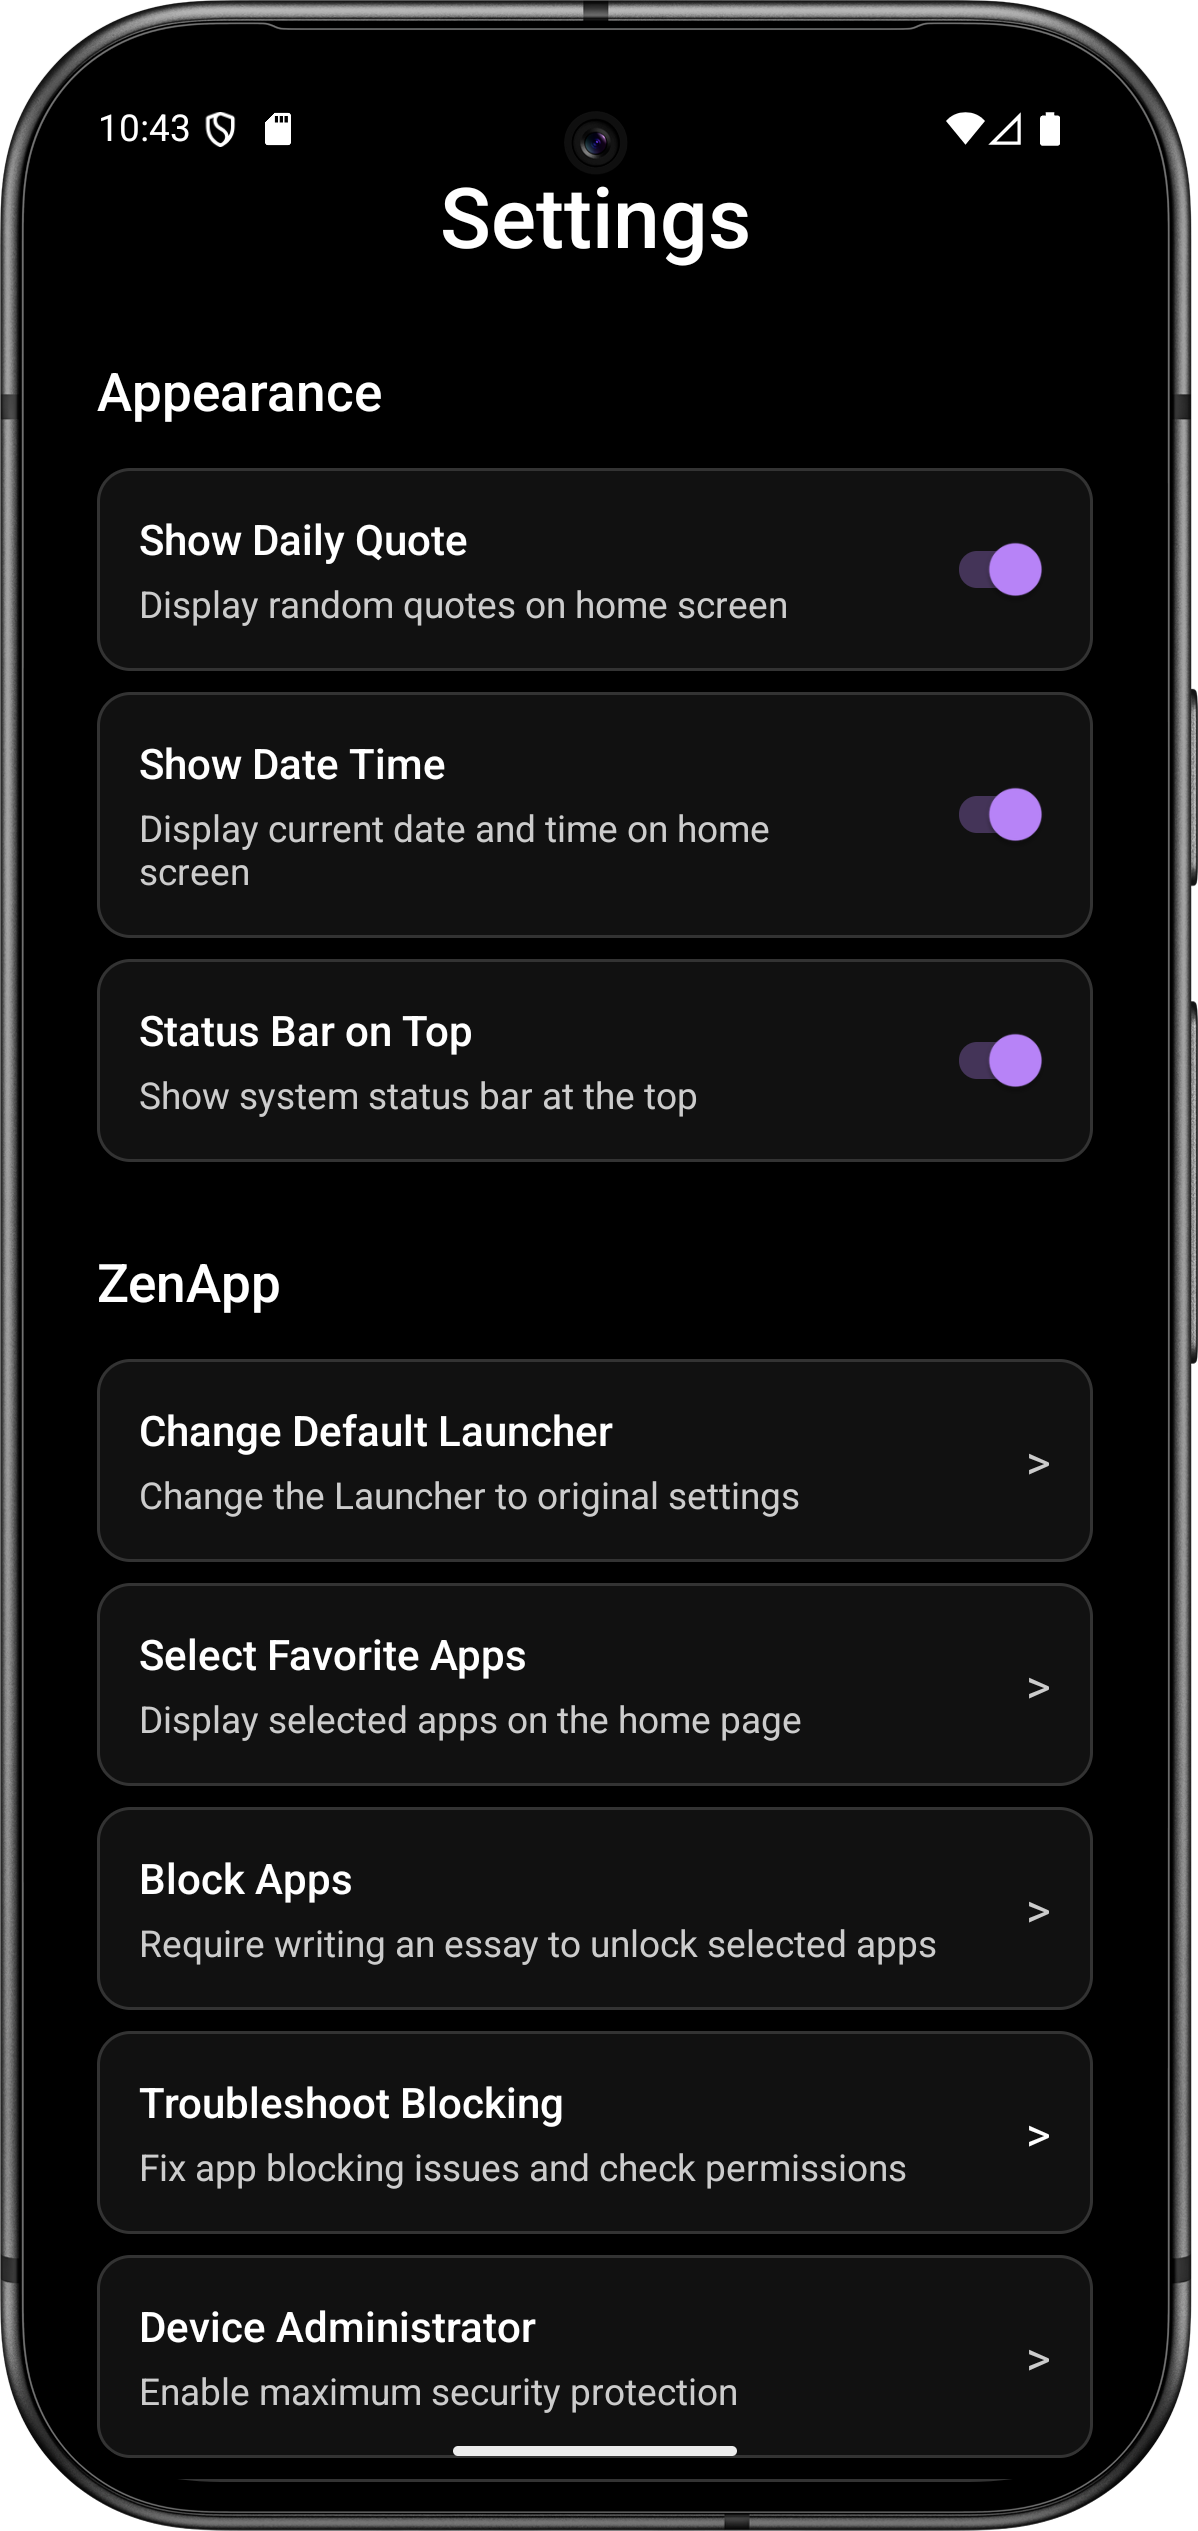 10:43
Settings
Appearance
Show Daily Quote
Display random quotes on home screen
Show Date Time
Display current date and time on home
screen
Status Bar on Top
Show system status bar at the top
ZenApp
Change Default Launcher
Change the Launcher to original settings
>
Select Favorite Apps
Display selected apps on the home page
>
Block Apps
Require writing an essay to unlock selected apps
>
Troubleshoot Blocking
Fix app blocking issues and check permissions
>
Device Administrator
Enable maximum security protection
>